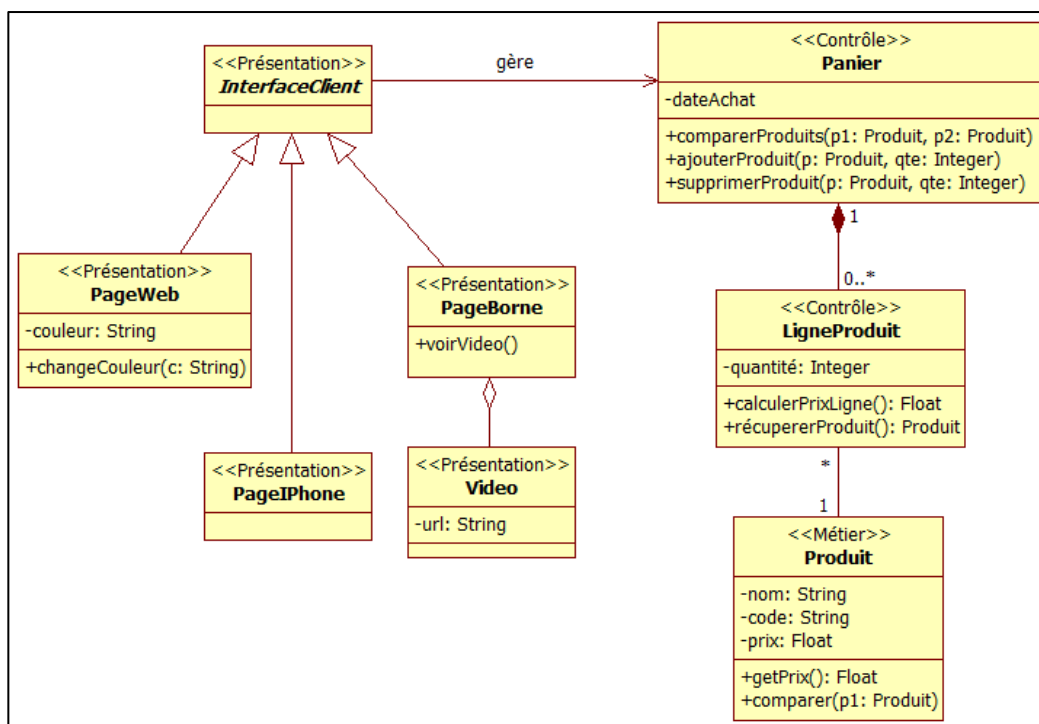 <<Présentation>>
InterfaceClient
gère
<<Contrôle>>
Panier
-dateAchat
+comparerProduits(p1: Produit, p2: Produit)
+ajouterProduit(p: Produit, qte: Integer)
+supprimerProduit(p: Produit, qte: Integer)
1
0..*
<<Présentation>>
PageWeb
-couleur: String
+changeCouleur(c: String)
<<Présentation>>
PageBorne
+voirVideo()
<<Contrôle>>
LigneProduit
-quantité: Integer
+calculerPrixLigne(): Float
+récupererProduit(): Produit
<<Présentation>>
PageIPhone
<<Présentation>>
Video
-url: String
*
1
<<Métier>>
Produit
-nom: String
-code: String
-prix: Float
+getPrix(): Float
+comparer(p1: Produit)